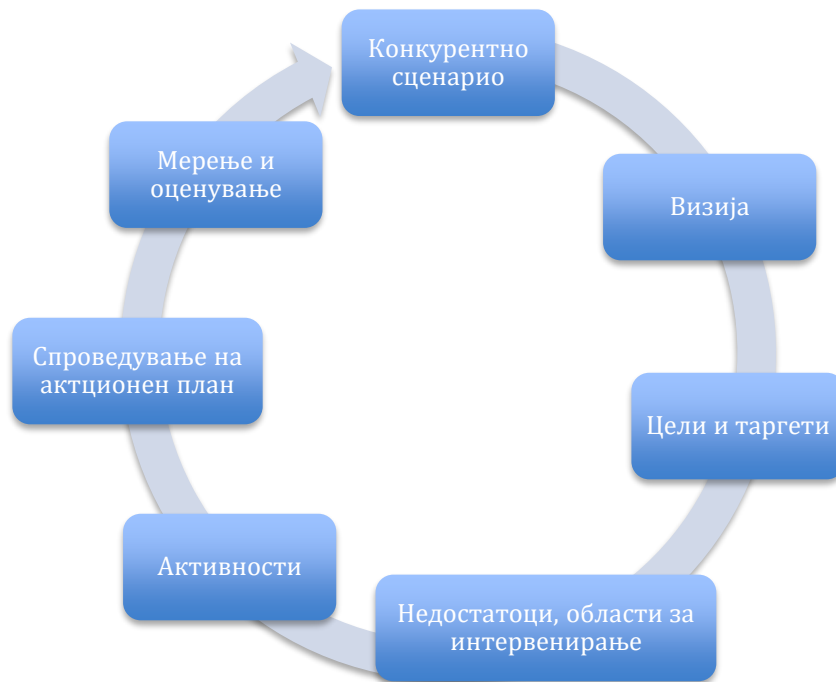 Конкурентно
сценарио
Визија
Цели и таргети
Недостатоци, области за
интервенирање
Активности
Спроведување на
актционен план
Мерење и
оценување